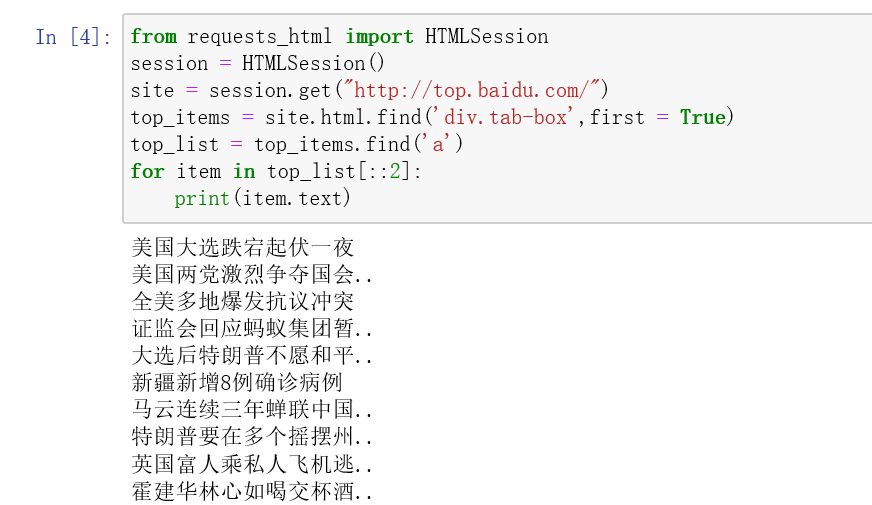 In [4]: from requests_html import HTMLSession
session = HTMLSession()
site = session.get("http://top.baidu.com/")
top_items = site.html.find('div.tab-box',first = True)
top_list = top_items.find('a')
for item in top_list[::2]:
    print(item.text)
美国大选跌宕起伏一夜
美国两党激烈争夺国会..
全美多地爆发抗议冲突
证监会回应蚂蚁集团暂..
大选后特朗普不愿和平..
新疆新增8例确诊病例
马云连续三年蝉联中国..
特朗普要在多个摇摆州..
英国富人乘私人飞机逃..
霍建华林心如喝交杯酒..